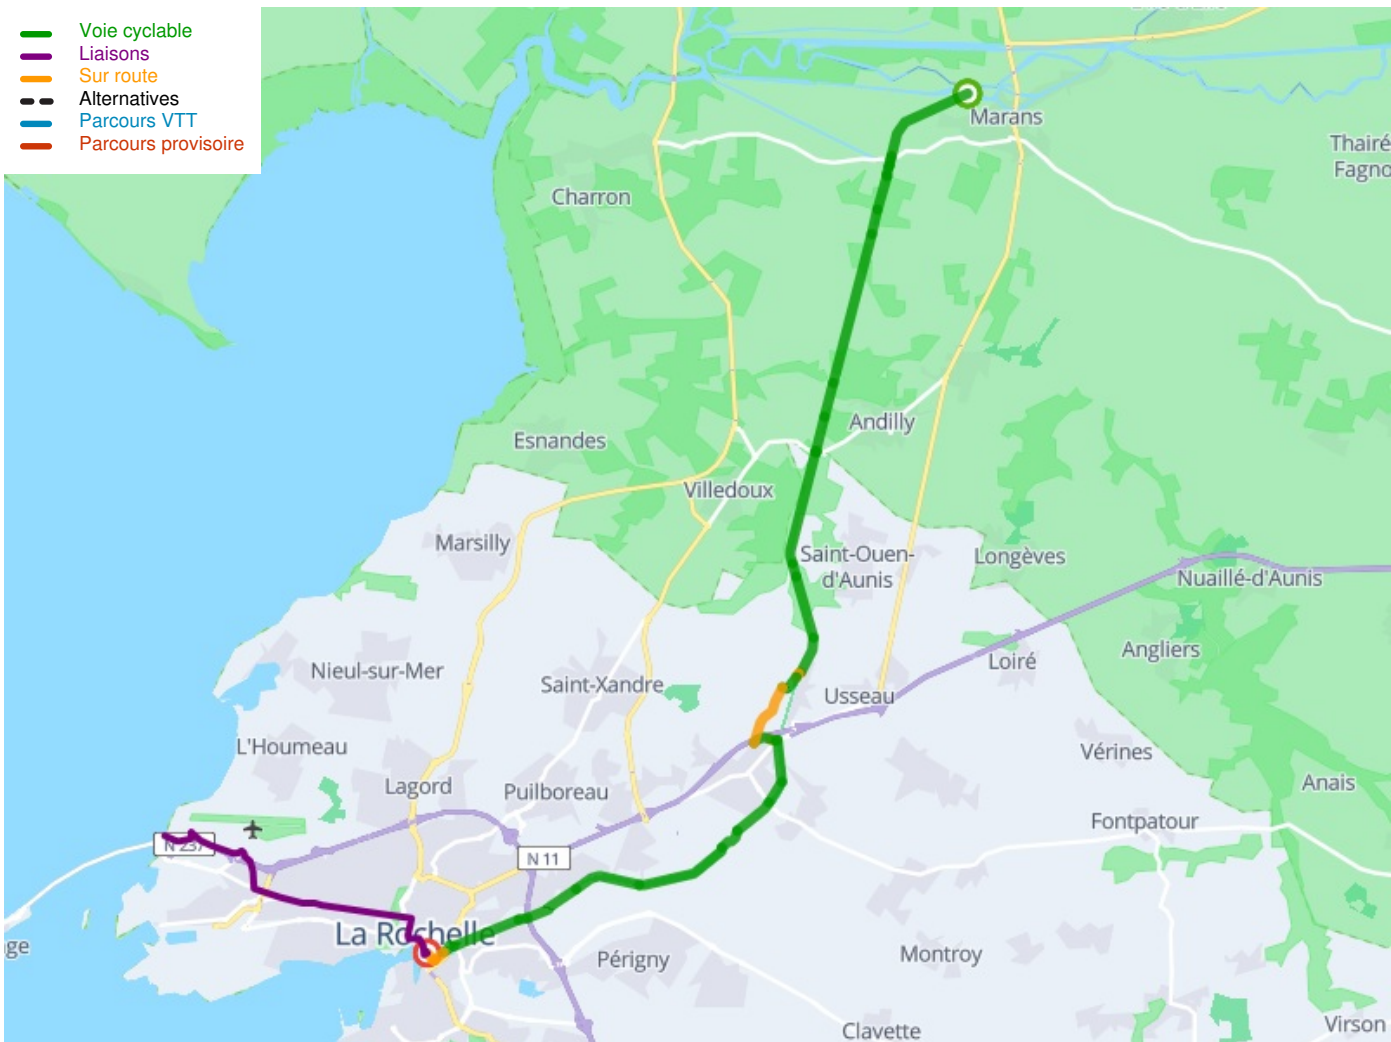 Voie cyclable
Liaisons
Sur route
Alternatives
Parcours VTT
Parcours provisoire
Marans
Thairé
Fagno
Charron
Andilly
Esnandes
Villedoux
Marsilly
Saint-Ouen-
d'Aunis
Longèves
Nuaillé-d'Aunis
Angliers
Loiré
Nieul-sur-Mer
Saint-Xandre
Usseau
L'Houmeau
Vérines
Anais
Lagord
Puilboreau
Fontpatour
N 237
N 11
La Rochelle
ge
Périgny
Montroy
Clavette
Virson